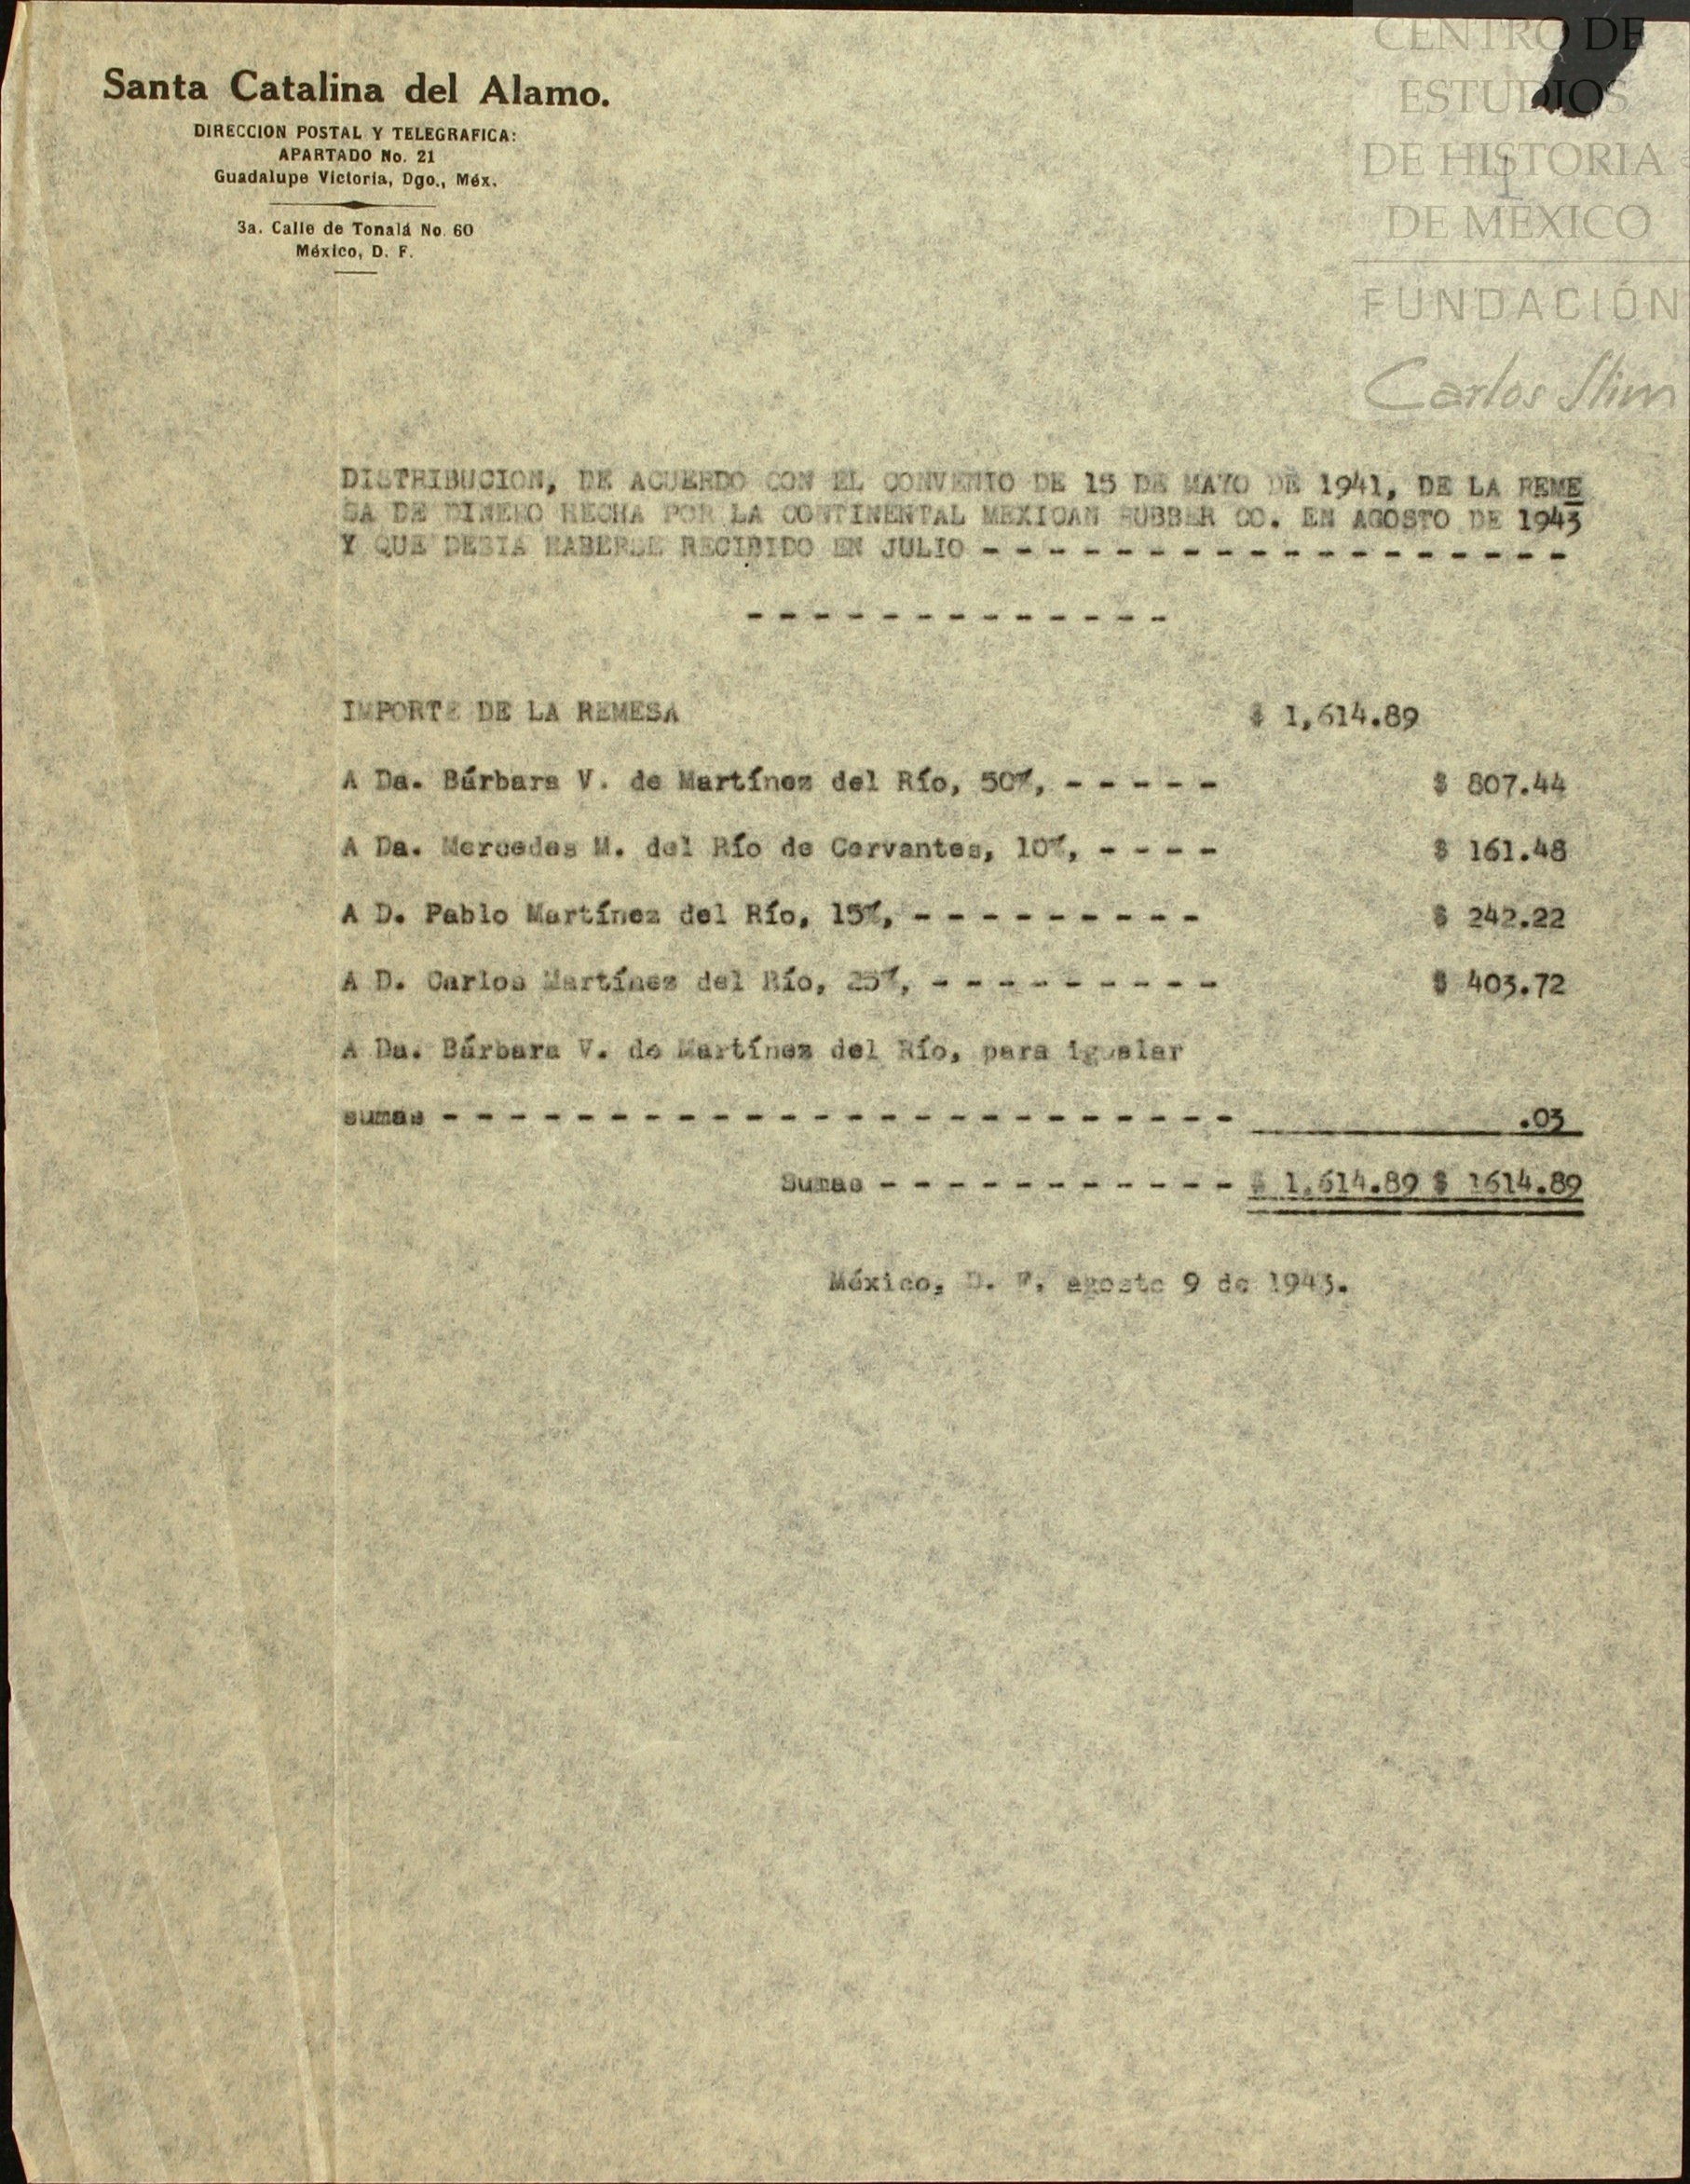 Santa Catalina del Alamo.
DIRECCION POSTAL Y TELEGRAFICA:
APARTADO No. 21
Guadalupe Victoria, Dgo., Méx.
3a. Calle de Tonalá No. 60
México, D. F.
CENTRO DE
ESTUDIOS
DE HISTORIA
1
DE MÉXICO
FUNDACIÓN
Carlos Slim
DISTRIBUCION, DE ACUERDO CON EL CONVENIO DE 15 DE MAYO DE 1941, DE LA REME
SA DE DINERO HECHA POR LA CONTINENTAL MEXICAN RUBBER CO. EN AGOSTO DE 1943
Y QUE DEBIA HABERSE RECIBIDO EN JULIO - - - - - - - - - - - - - - - - - -
- - - - - - - - - - - - -
IMPORTE DE LA REMESA $ 1,614.89
A Da. Bárbara V. de Martínez del Río, 50%, - - - - - $ 807.44
A Da. Mercedes M. del Río de Cervantes, 10%, - - - - $ 161.48
A D. Pablo Martínez del Río, 15%, - - - - - - - - - $ 242.22
A D. Carlos Martínez del Río, 25%, - - - - - - - - - $ 403.72
A Da. Bárbara V. de Martínez del Río, para igualar
sumas - - - - - - - - - - - - - - - - - - - - - - - - .03
Sumas - - - - - - - - - - - $ 1,614.89 $ 1614.89
México, D. F. agosto 9 de 1943.